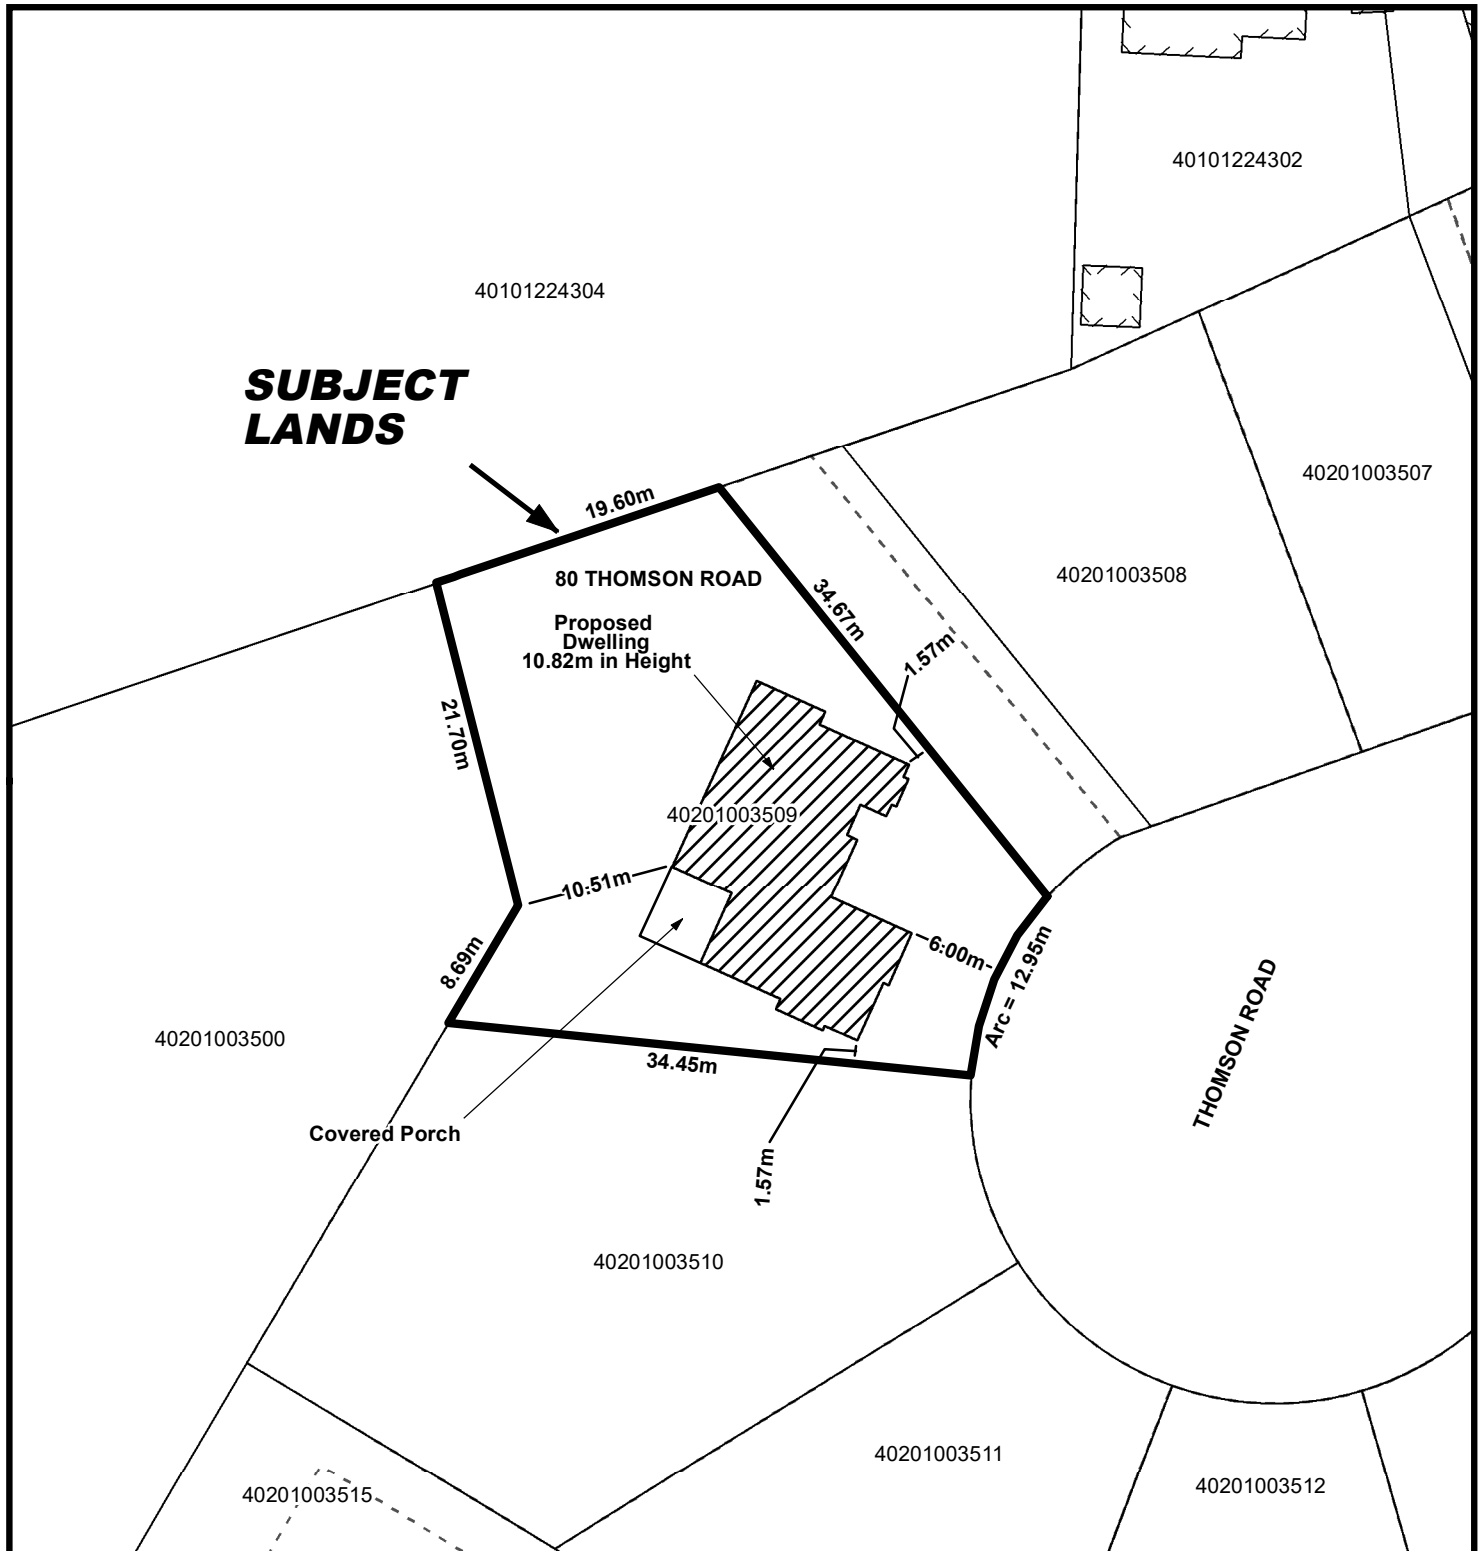 40101224302
40101224304
SUBJECT
LANDS
40201003507
19.60m
80 THOMSON ROAD
40201003508
34.67m
Proposed
Dwelling
10.82m in Height
1.57m
21.70m
40201003509
10.51m
6.00m
8.69m
Arc = 12.95m
THOMSON ROAD
40201003500
34.45m
Covered Porch
1.57m
40201003510
40201003511
40201003512
40201003515